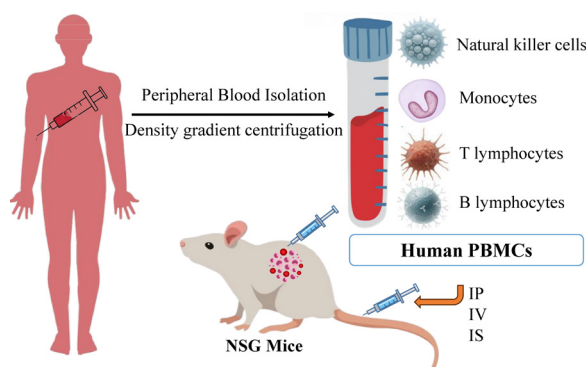 Natural killer cells
Peripheral Blood Isolation
Monocytes
Density gradient centrifugation
T lymphocytes
B lymphocytes
Human PBMCs
IP
IV
IS
NSG Mice